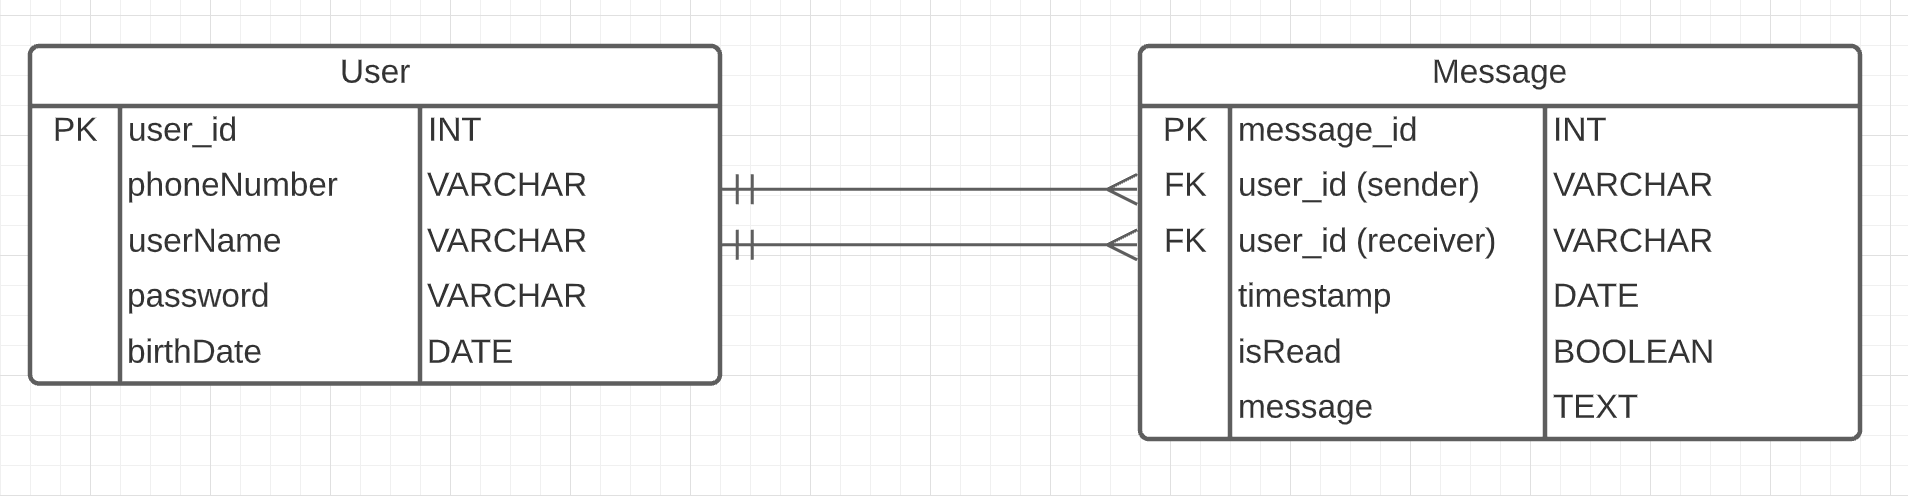 User
PK user_id INT
phoneNumber VARCHAR
userName VARCHAR
password VARCHAR
birthDate DATE
Message
PK message_id INT
FK user_id (sender) VARCHAR
FK user_id (receiver) VARCHAR
timestamp DATE
isRead BOOLEAN
message TEXT